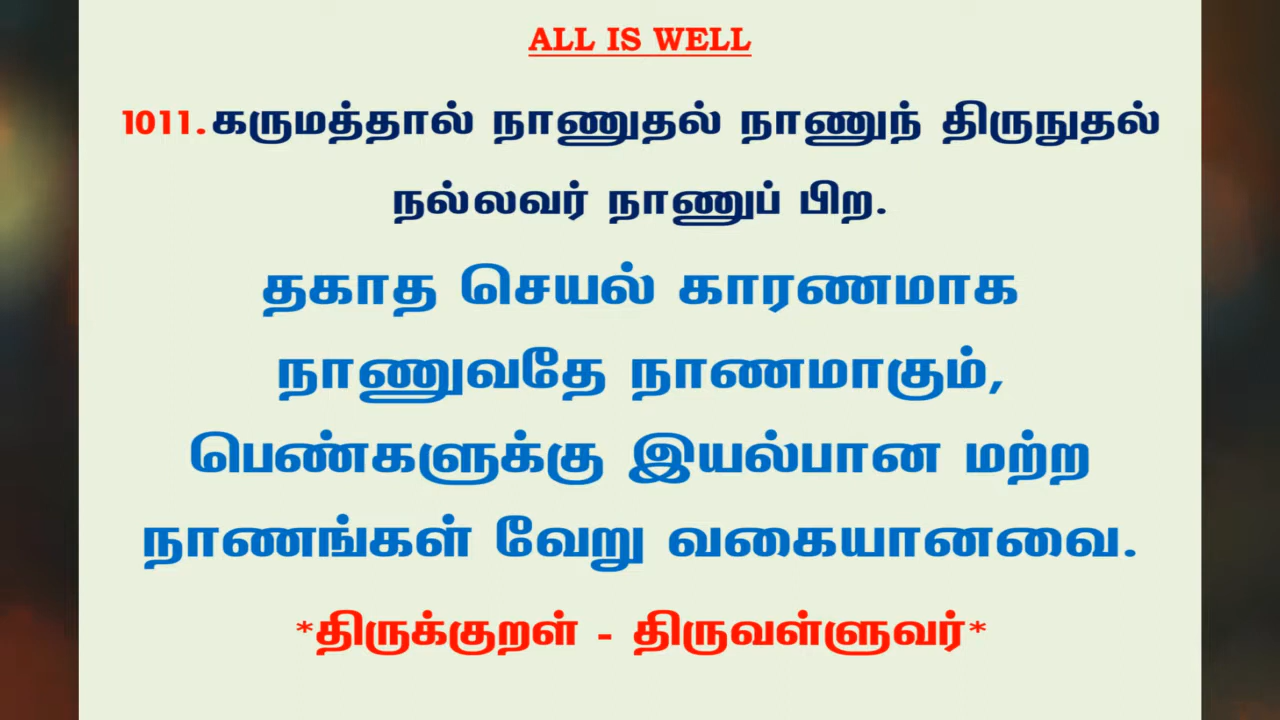 ALL IS WELL
1011.கருமத்தால் நாணுதல் நாணுந் திருநுதல்
நல்லவர் நாணுப் பிற.
தகாத செயல் காரணமாக
நாணுவதே நாணமாகும்,
பெண்களுக்கு இயல்பான மற்ற
நாணங்கள் வேறு வகையானவை.
*திருக்குறள் - திருவள்ளுவர்*